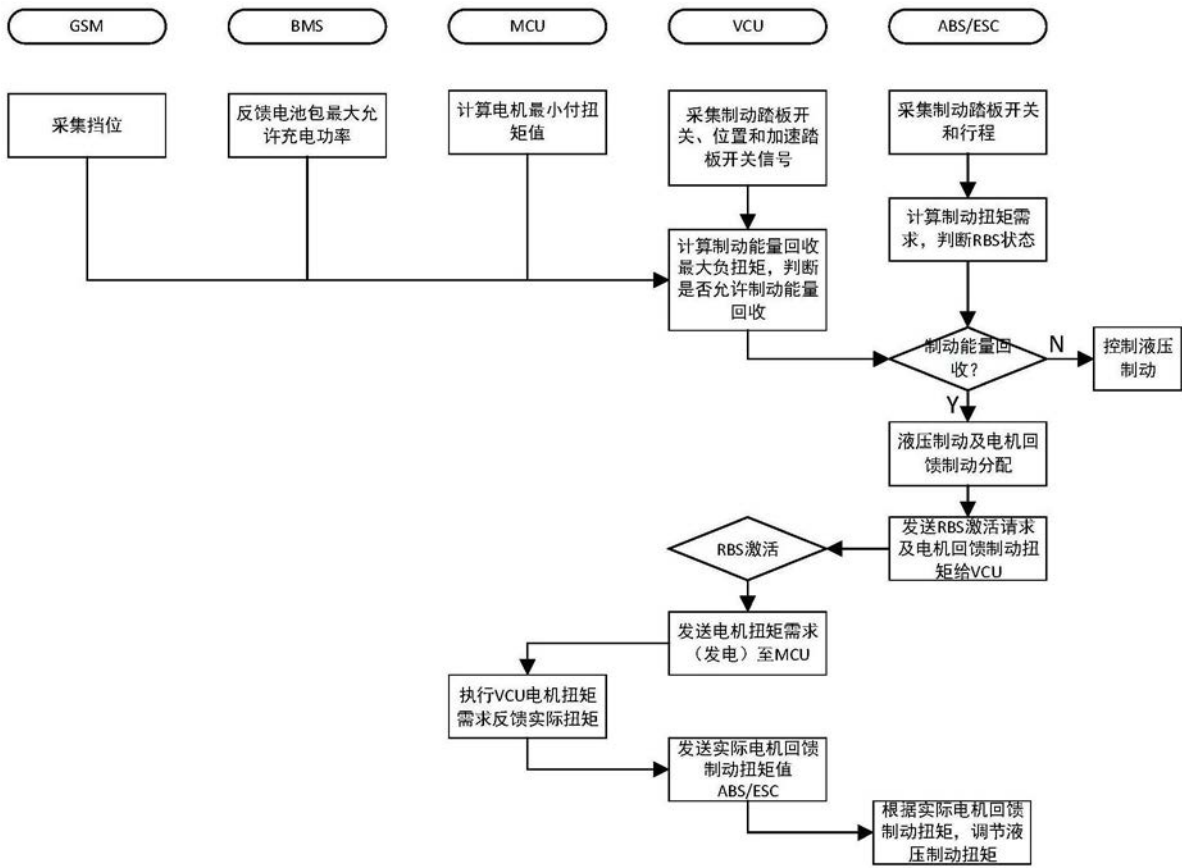 GSM
BMS
MCU
VCU
ABS/ESC
采集挡位
反馈电池包最大允
许充电功率
计算电机最小付扭
矩值
采集制动踏板开
关、位置和加速踏
板开关信号
采集制动踏板开关
和行程
计算制动扭矩需
求，判断RBS状态
计算制动能量回收
最大负扭矩，判断
是否允许制动能量
回收
制动能量回
收?
N
控制液压
制动
Y
液压制动及电机回
馈制动分配
发送RBS激活请求
及电机回馈制动扭
矩给VCU
RBS激活
发送电机扭矩需求
（发电）至MCU
执行VCU电机扭矩
需求反馈实际扭矩
发送实际电机回馈
制动扭矩值
ABS/ESC
根据实际电机回馈
制动扭矩，调节液
压制动扭矩